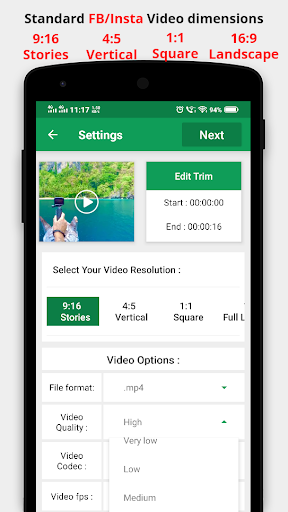 Standard FB/Insta Video dimensions
9:16 4:5 1:1 16:9
Stories Vertical Square Landscape
11:17
94%
Settings Next
Edit Trim
Start : 00:00:00
End : 00:00:16
Select Your Video Resolution :
9:16 4:5 1:1
Stories Vertical Square Full L
Video Options :
File format: .mp4
Video
Quality : High
Very low
Video
Codec :
Low
Video fps : Medium